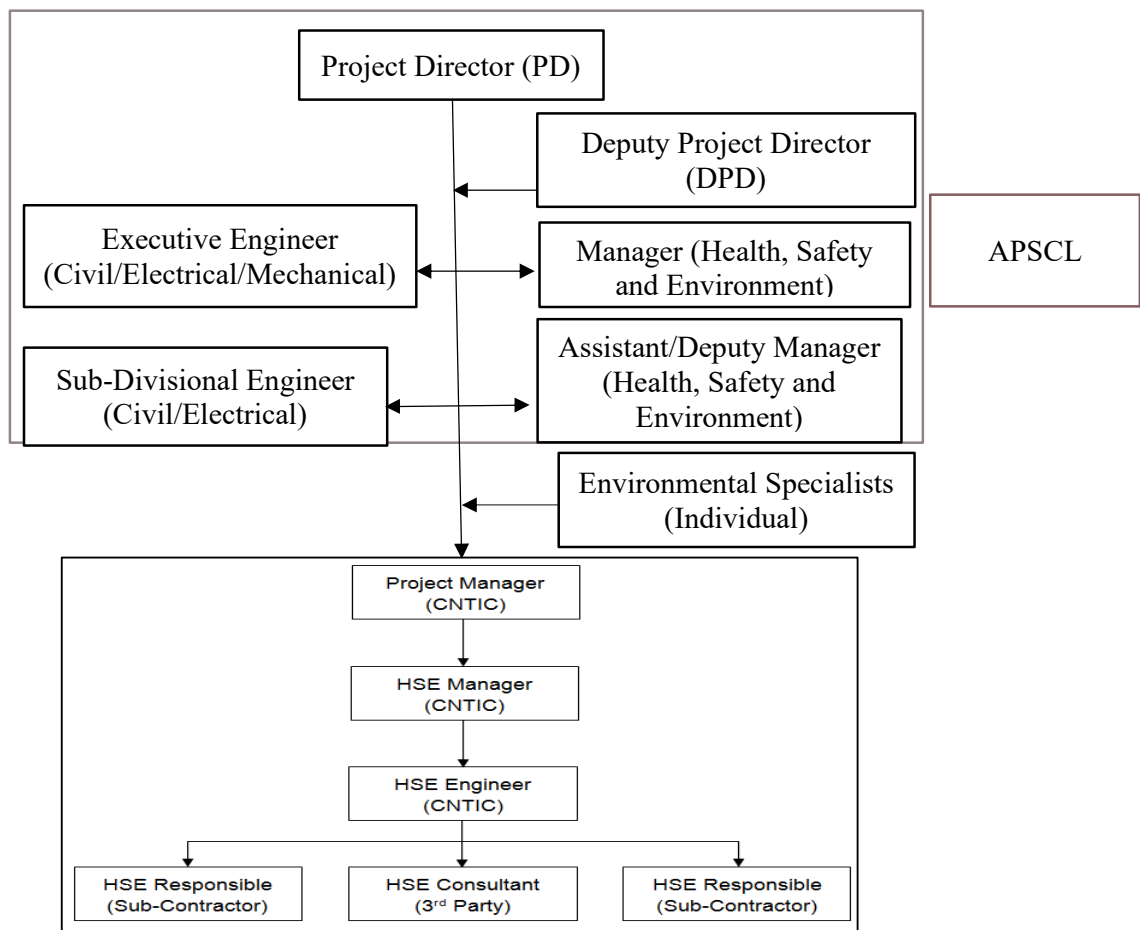 Project Director (PD)
Deputy Project Director
(DPD)
Executive Engineer
(Civil/Electrical/Mechanical)
Manager (Health, Safety
and Environment)
APSCL
Sub-Divisional Engineer
(Civil/Electrical)
Assistant/Deputy Manager
(Health, Safety and
Environment)
Environmental Specialists
(Individual)
Project Manager
(CNTIC)
HSE Manager
(CNTIC)
HSE Engineer
(CNTIC)
HSE Responsible
(Sub-Contractor)
HSE Consultant
(3rd Party)
HSE Responsible
(Sub-Contractor)